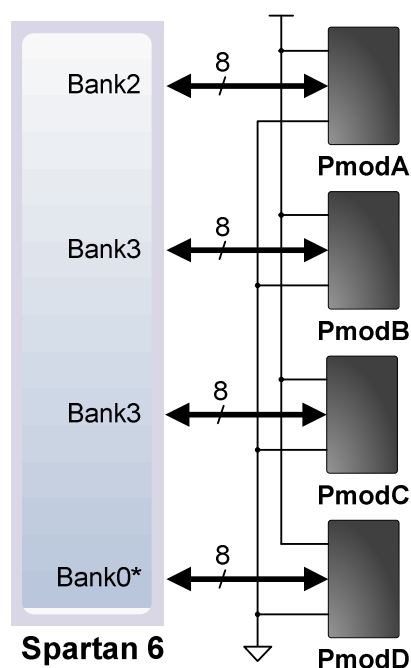 Bank2
8
PmodA
Bank3
8
PmodB
Bank3
8
PmodC
Bank0*
8
PmodD
Spartan 6